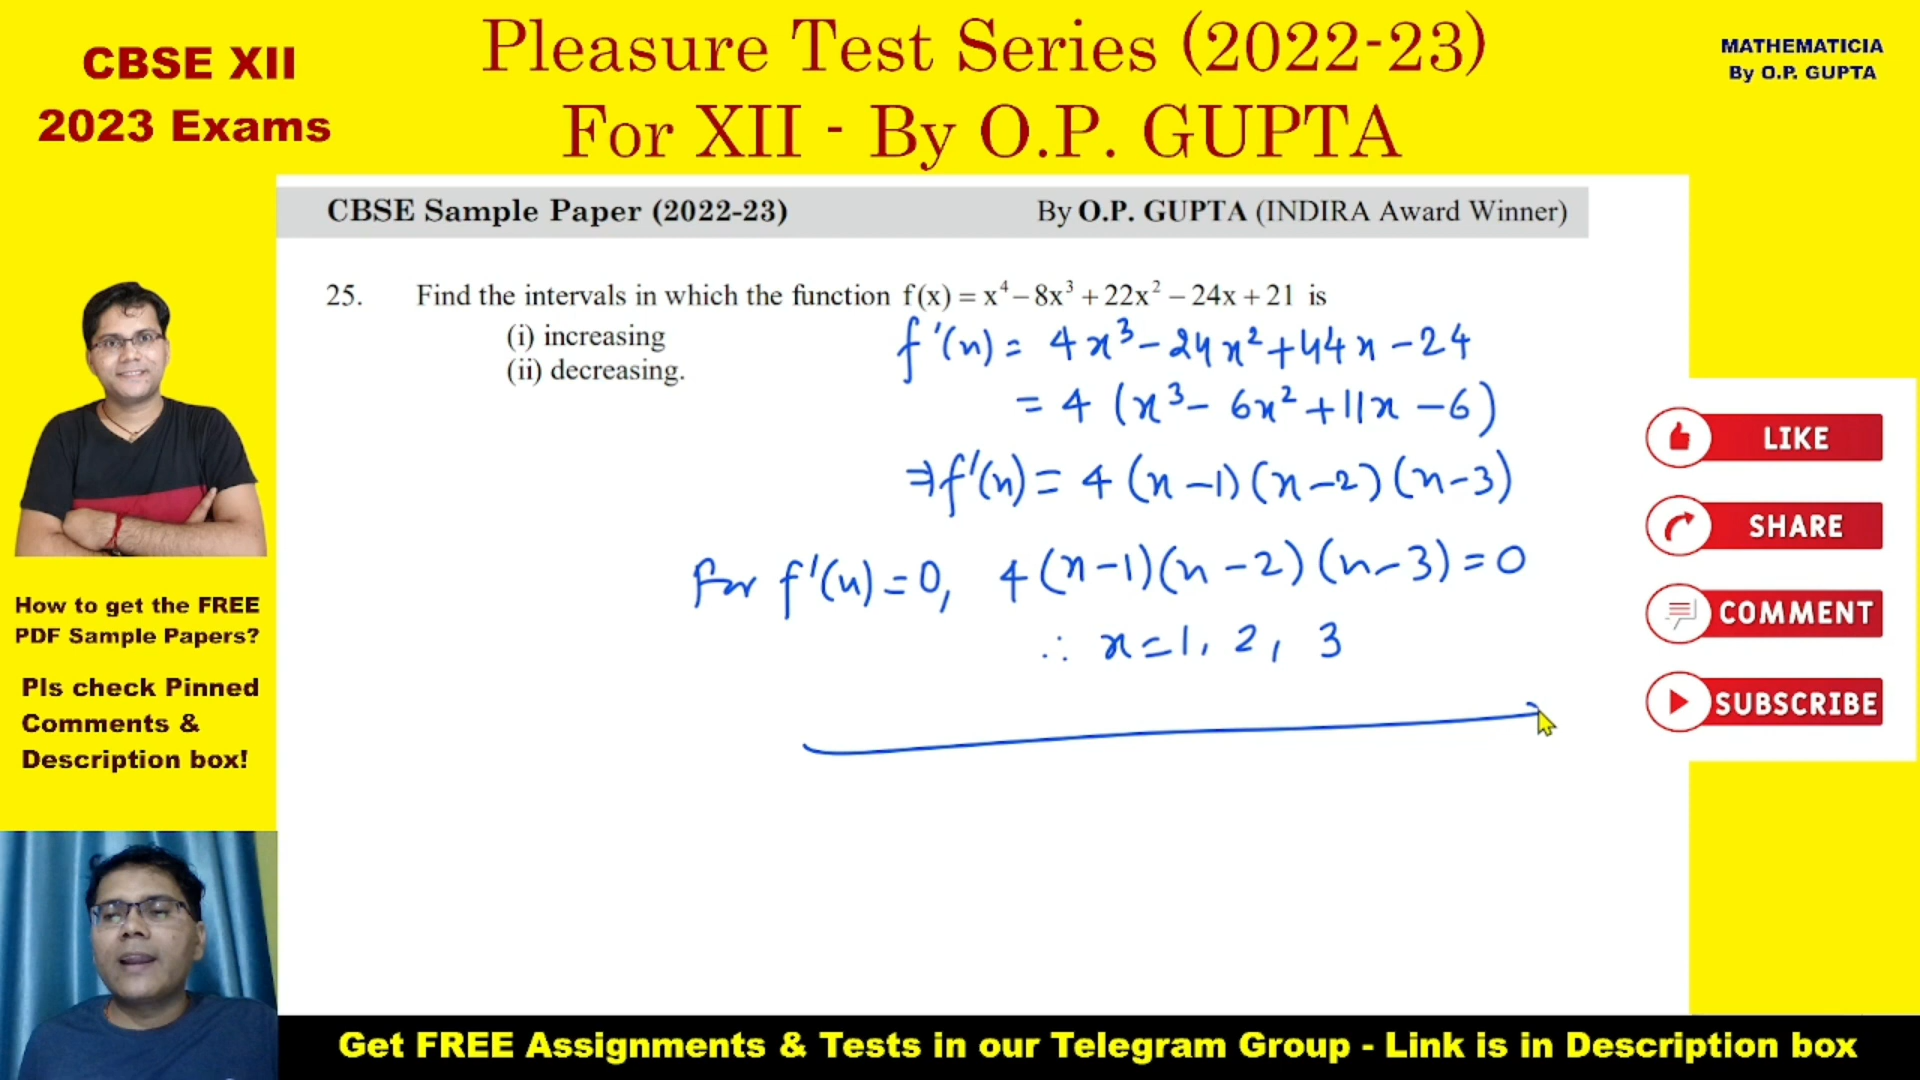 CBSE XII
2023 Exams
Pleasure Test Series (2022-23)
For XII - By O.P. GUPTA
MATHEMATICIA
By O.P. GUPTA
CBSE Sample Paper (2022-23) By O.P. GUPTA (INDIRA Award Winner)
25. Find the intervals in which the function f(x) = x⁴ – 8x³ + 22x² – 24x + 21 is
(i) increasing
(ii) decreasing.
f'(x) = 4x³ - 24x² + 44x - 24
= 4 (x³ - 6x² + 11x - 6)
⇒ f'(x) = 4 (x-1) (x-2) (x-3)
For f'(x) = 0, 4 (x-1) (x-2) (x-3) = 0
∴ x = 1, 2, 3
LIKE
SHARE
COMMENT
SUBSCRIBE
How to get the FREE
PDF Sample Papers?
Pls check Pinned
Comments &
Description box!
Get FREE Assignments & Tests in our Telegram Group - Link is in Description box